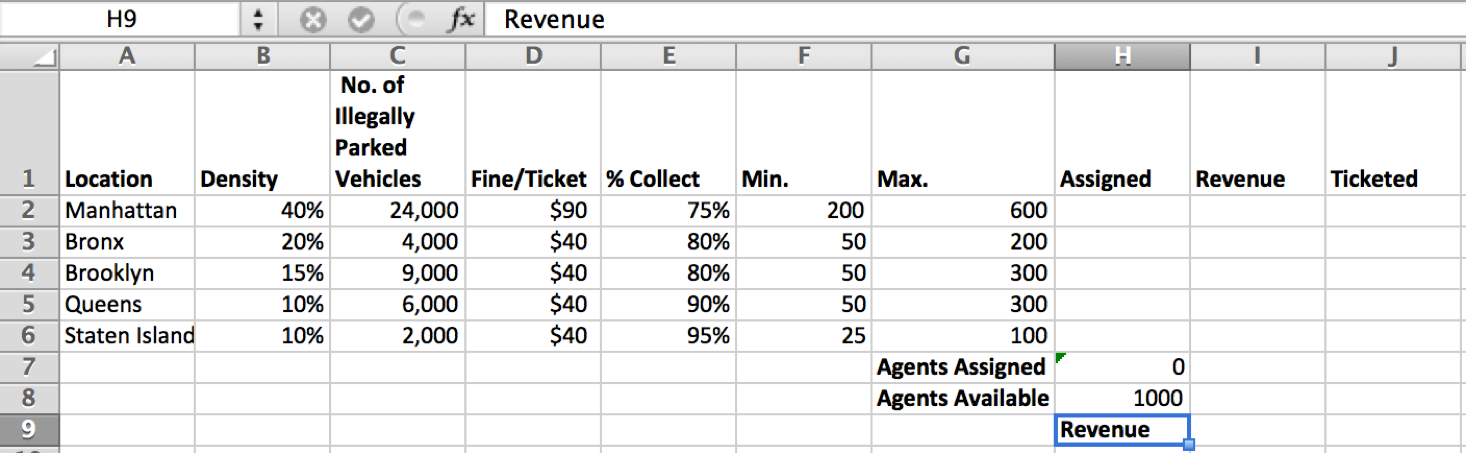 H9 fx Revenue
A B C D E F G H I J
No. of
Illegally
Parked
1 Location Density Vehicles Fine/Ticket % Collect Min. Max. Assigned Revenue Ticketed
2 Manhattan 40% 24,000 $90 75% 200 600
3 Bronx 20% 4,000 $40 80% 50 200
4 Brooklyn 15% 9,000 $40 80% 50 300
5 Queens 10% 6,000 $40 90% 50 300
6 Staten Island 10% 2,000 $40 95% 25 100
7 Agents Assigned 0
8 Agents Available 1000
9 Revenue